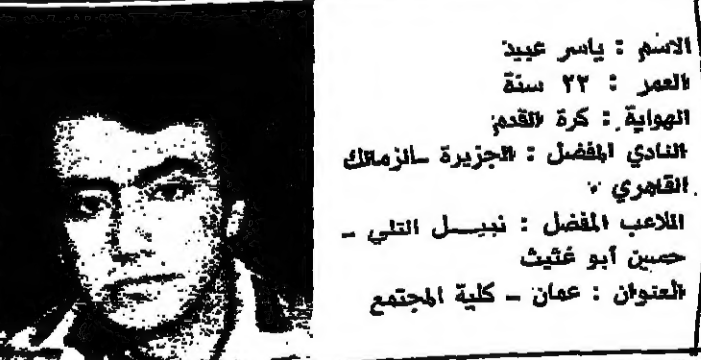 الاسم : ياسر عبيد
العمر : ٢٢ سنة
الهواية : كرة القدم
النادي المفضل : الجزيرة ـ الزمالك
القاهري .
اللاعب المفضل : نبيـــل التلي ـ
حسين أبو غثيث
العنوان : عمان ـ كلية المجتمع